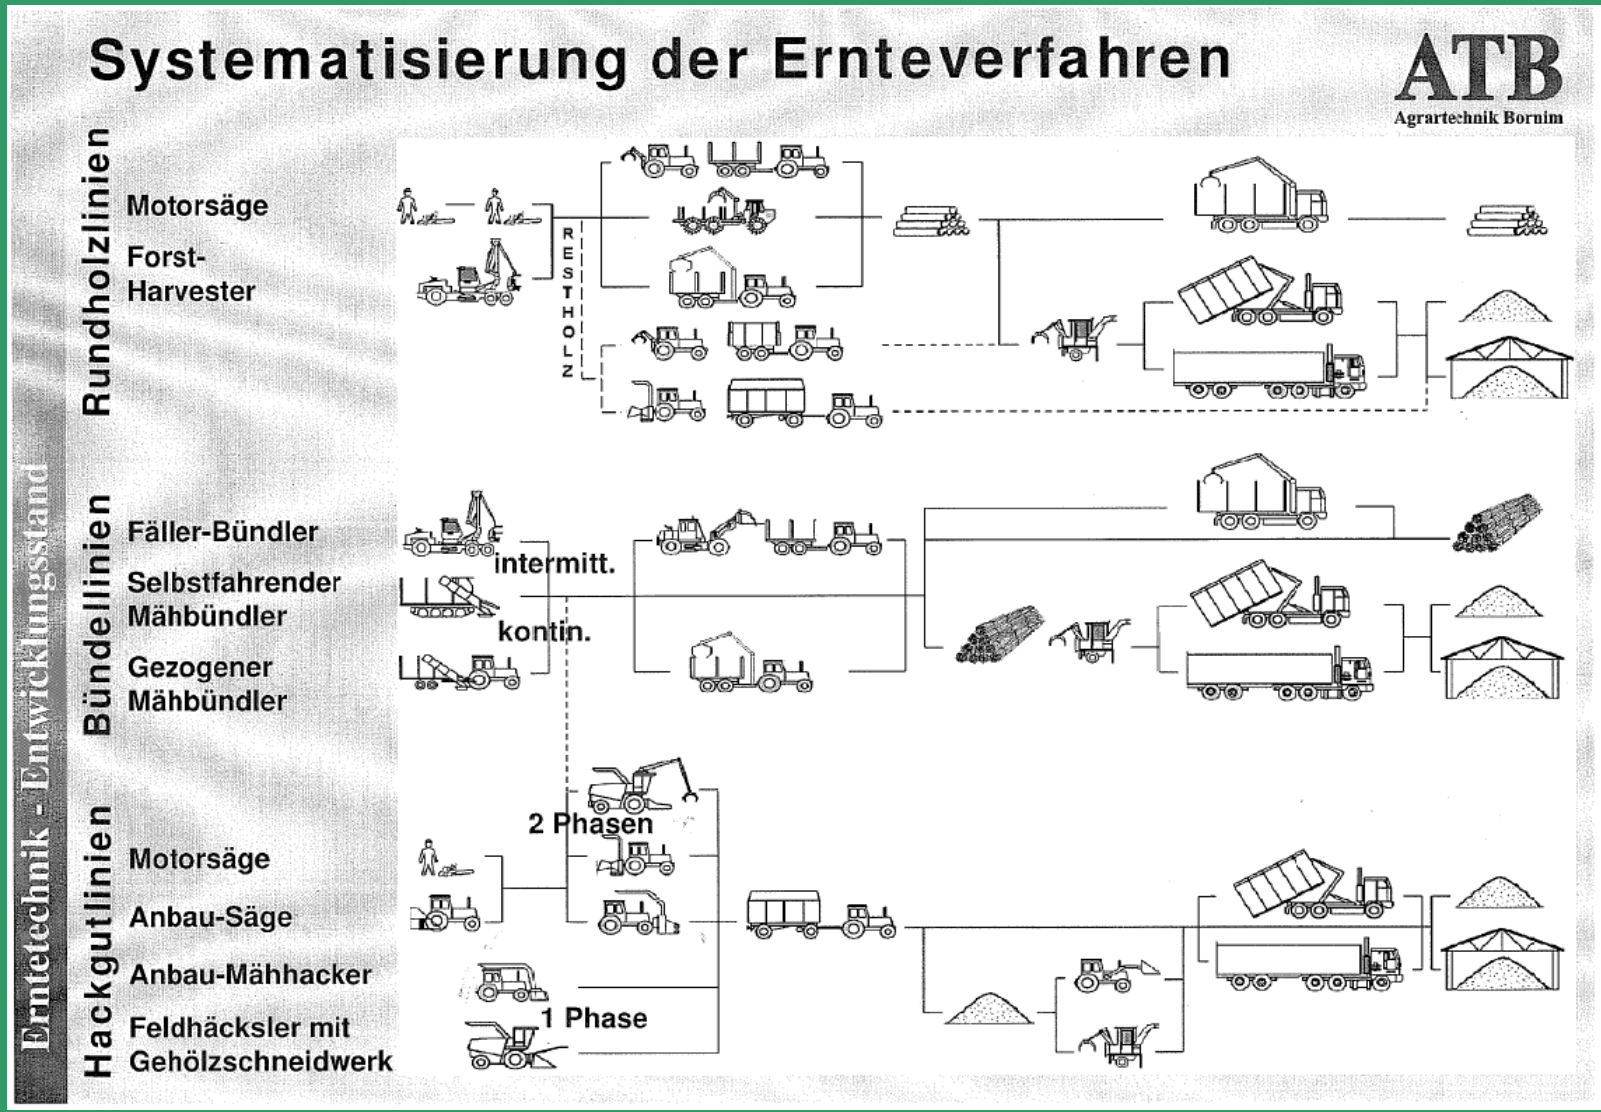 Systematisierung der Ernteverfahren
ATB
Agrartechnik Bornim
Erntetechnik - Entwicklungsstand
Rundholzlinien
Motorsäge
Forst-
Harvester
RESTHOLZ
Bündellinien
Fäller-Bündler
Selbstfahrender
Mähbündler
Gezogener
Mähbündler
intermitt.
kontin.
Hackgutlinien
Motorsäge
Anbau-Säge
Anbau-Mähhacker
Feldhäcksler mit
Gehölzschneidwerk
2 Phasen
1 Phase